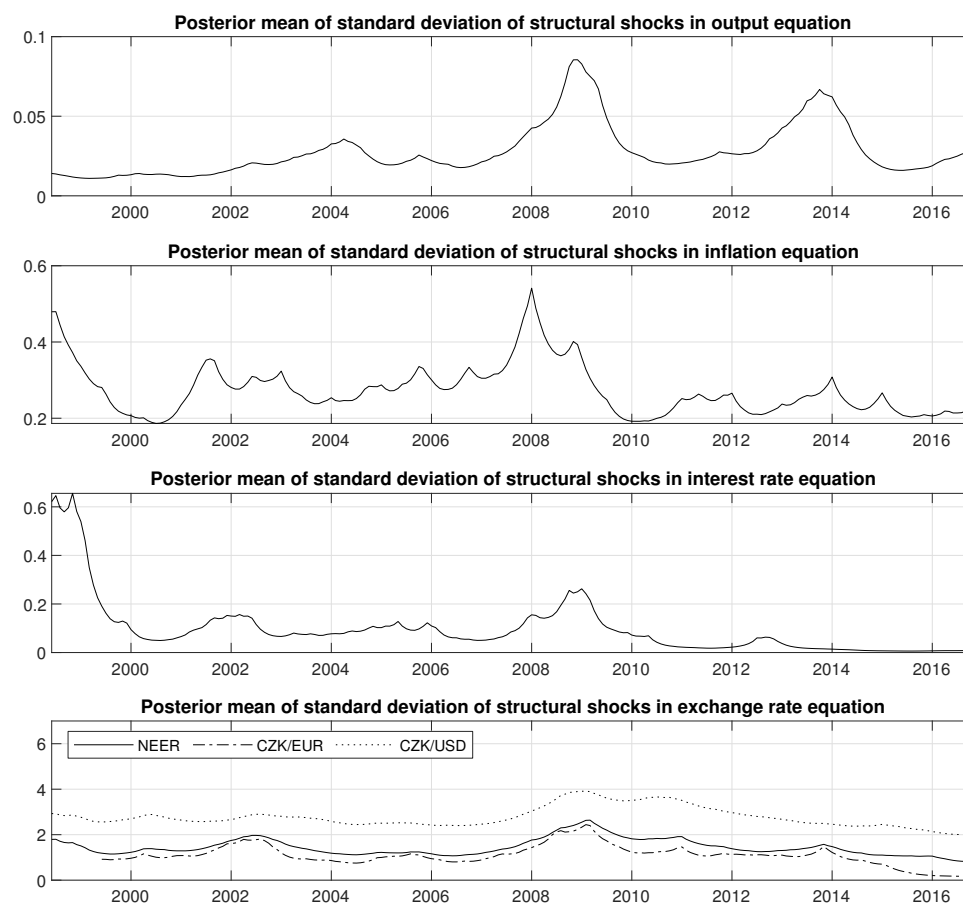 Posterior mean of standard deviation of structural shocks in output equation
0.1
0.05
0
2000 2002 2004 2006 2008 2010 2012 2014 2016
Posterior mean of standard deviation of structural shocks in inflation equation
0.6
0.4
0.2
2000 2002 2004 2006 2008 2010 2012 2014 2016
Posterior mean of standard deviation of structural shocks in interest rate equation
0.6
0.4
0.2
0
2000 2002 2004 2006 2008 2010 2012 2014 2016
Posterior mean of standard deviation of structural shocks in exchange rate equation
NEER CZK/EUR CZK/USD
6
4
2
0
2000 2002 2004 2006 2008 2010 2012 2014 2016